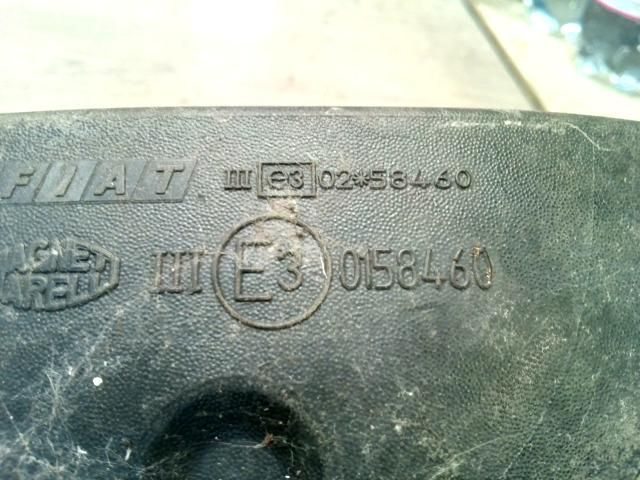 FIAT III e3 02*58460
MAGNETI III E3 0158460
MARELLI